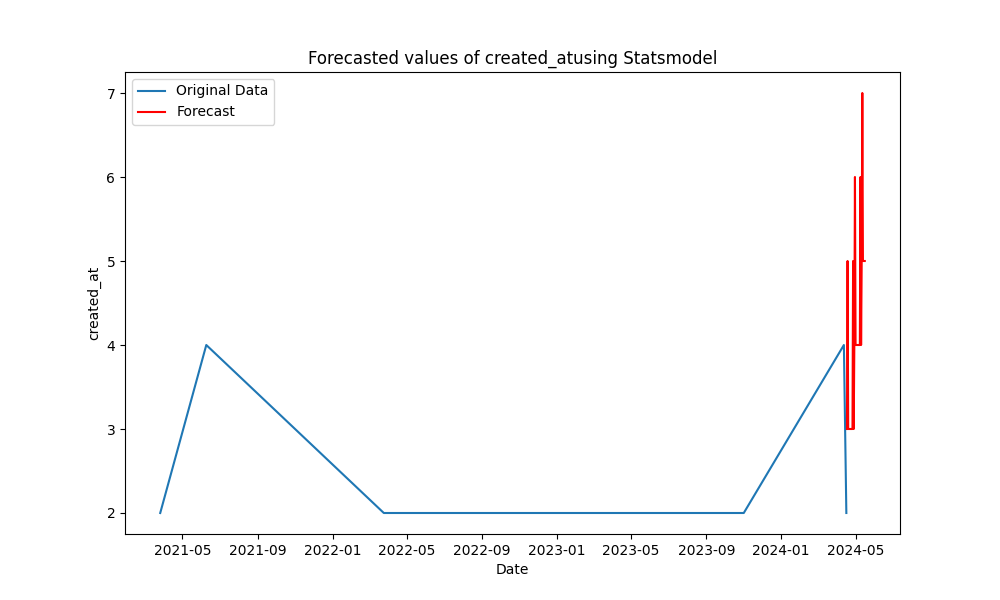 Forecasted values of created_atusing Statsmodel
Original Data
Forecast
created_at
7
6
5
4
3
2
2021-05 2021-09 2022-01 2022-05 2022-09 2023-01 2023-05 2023-09 2024-01 2024-05
Date